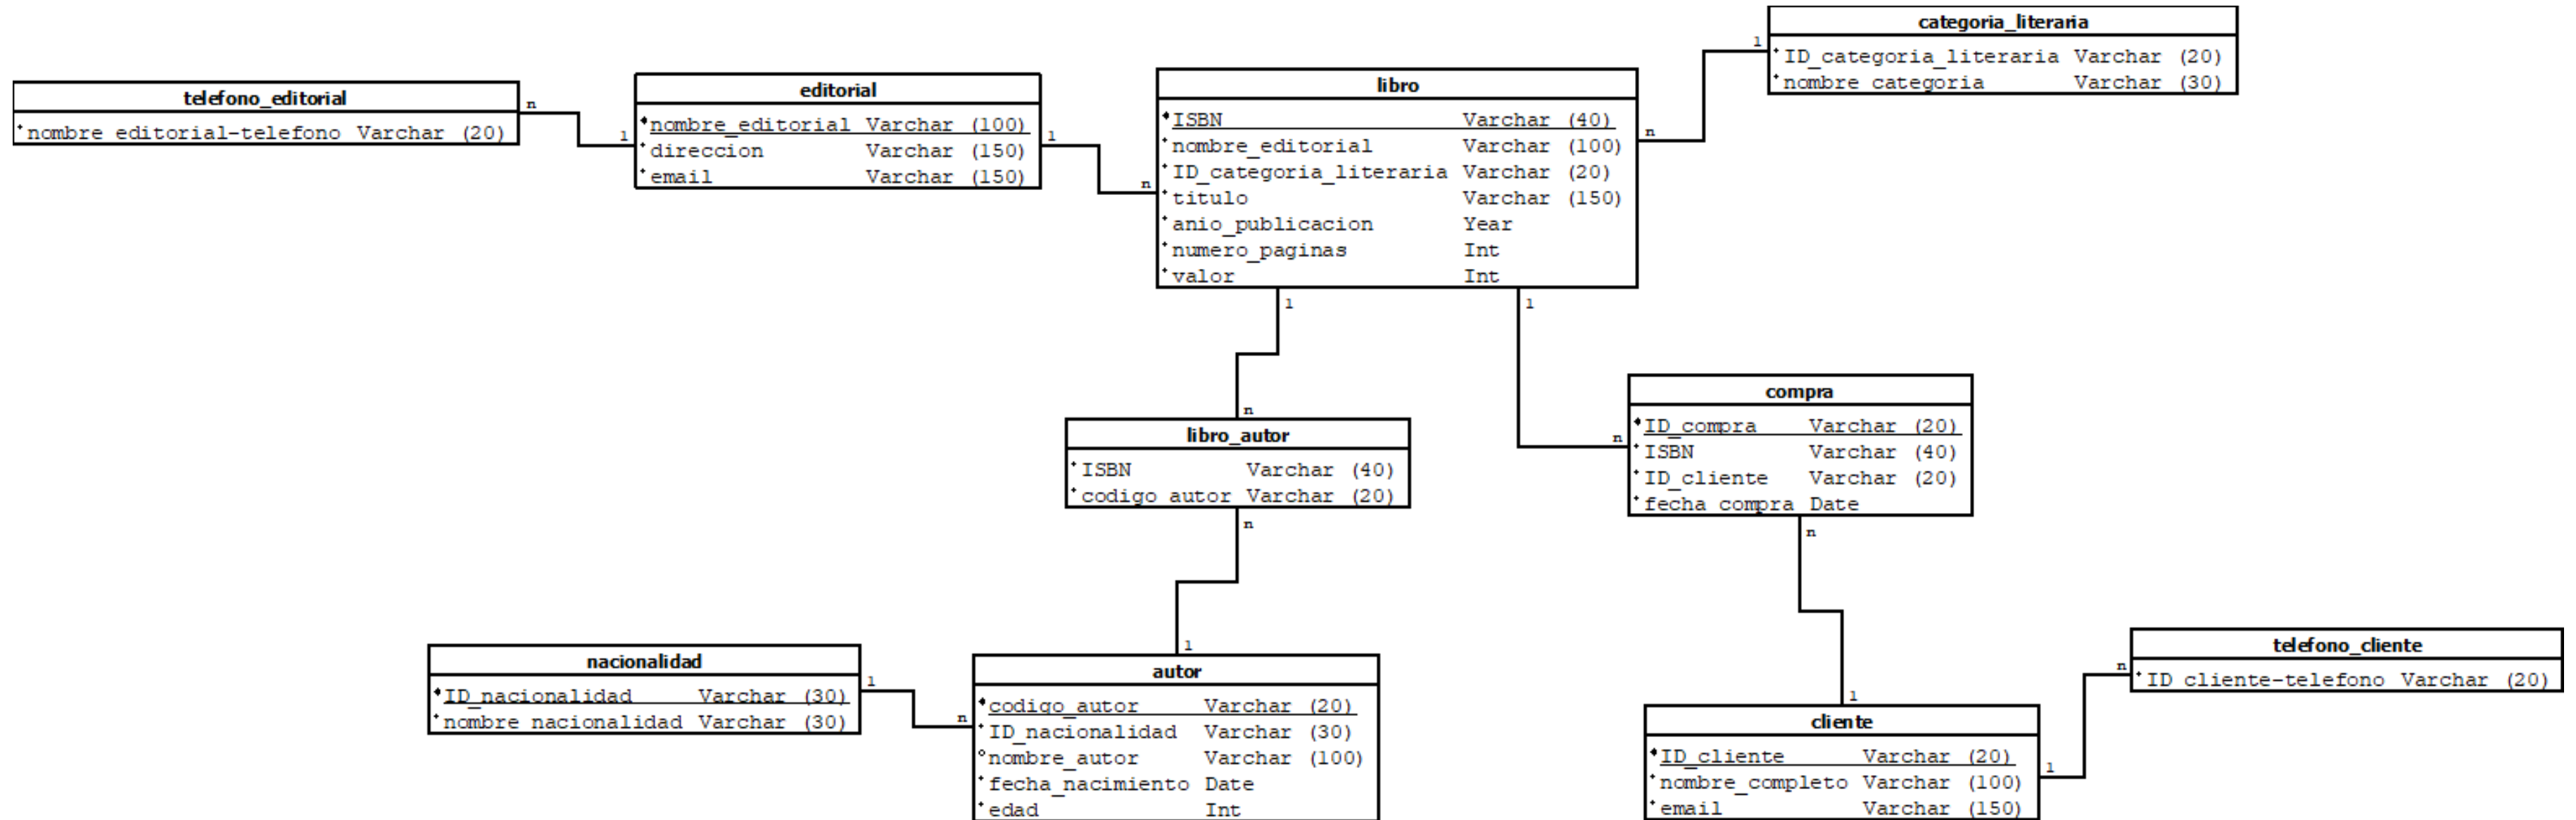 categoria_literaria
1
ID_categoria_literaria Varchar (20)
nombre_categoria Varchar (30)
telefono_editorial
n
nombre_editorial-telefono Varchar (20)
editorial
1
nombre_editorial Varchar (100)
direccion Varchar (150)
email Varchar (150)
1
libro
n
ISBN Varchar (40)
nombre_editorial Varchar (100)
ID_categoria_literaria Varchar (20)
titulo Varchar (150)
anio_publicacion Year
numero_paginas Int
valor Int
n
1
1
n
libro_autor
ISBN Varchar (40)
codigo_autor Varchar (20)
n
compra
n
ID_compra Varchar (20)
ISBN Varchar (40)
ID_cliente Varchar (20)
fecha_compra Date
n
nacionalidad
ID_nacionalidad Varchar (30)
nombre_nacionalidad Varchar (30)
1
1
autor
n
codigo_autor Varchar (20)
ID_nacionalidad Varchar (30)
nombre_autor Varchar (100)
fecha_nacimiento Date
edad Int
telefono_cliente
n
ID_cliente-telefono Varchar (20)
1
cliente
ID_cliente Varchar (20)
nombre_completo Varchar (100)
email Varchar (150)
1